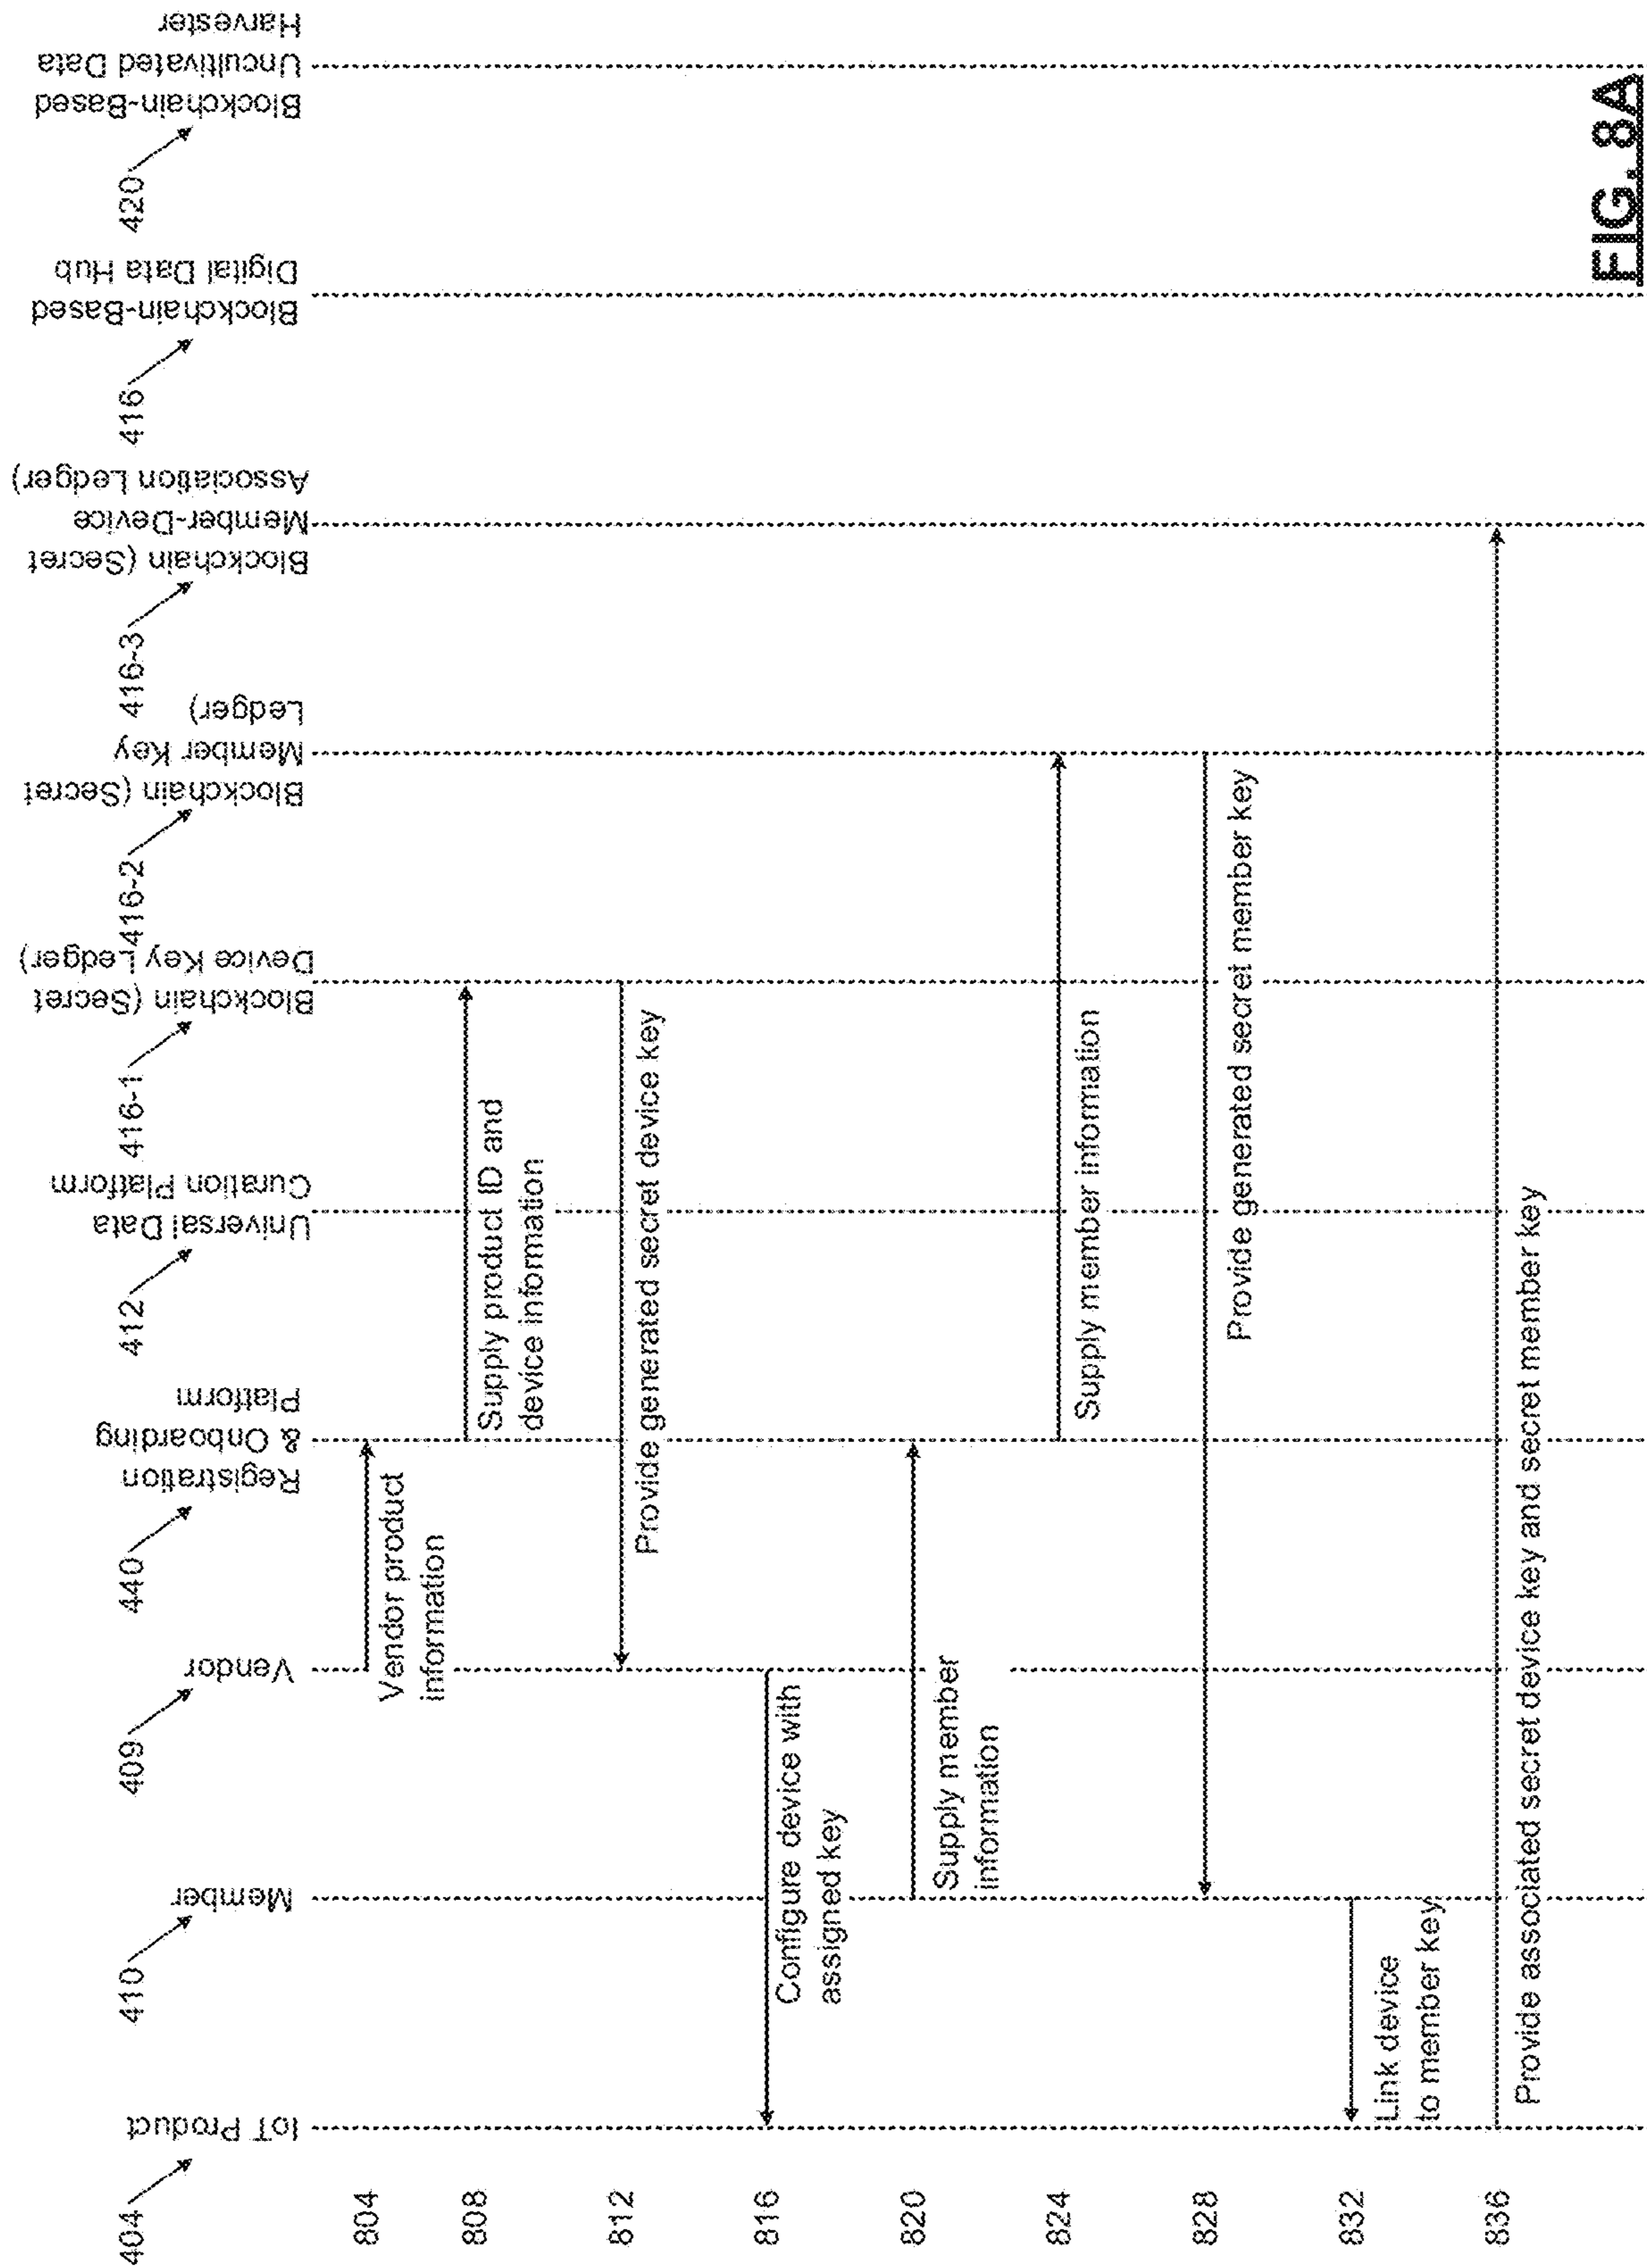 404
IoT Product
410
Member
409
Vendor
440
Registration
& Onboarding
Platform
412
Universal Data
Curation Platform
416-1
Blockchain (Secret
Device Key Ledger)
416-2
Blockchain (Secret
Member Key
Ledger)
416-3
Blockchain (Secret
Member-Device
Association Ledger)
416
Blockchain-Based
Digital Data Hub
420
Blockchain-Based
Uncultivated Data
Harvester
804
Vendor product
information
808
Supply product ID and
device information
812
Provide generated secret device key
816
Configure device with
assigned key
820
Supply member
information
824
Supply member information
828
Provide generated secret member key
832
Link device
to member key
836
Provide associated secret device key and secret member key
FIG. 8A